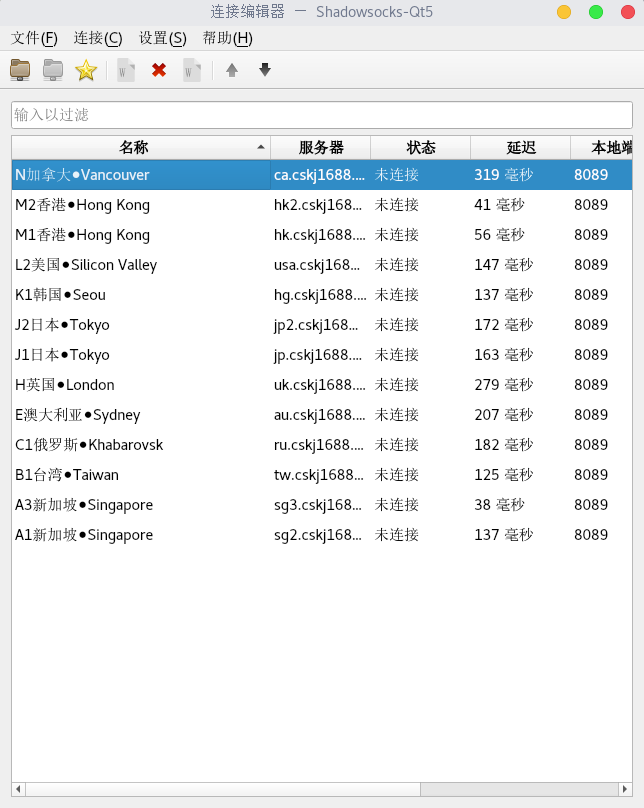 连接编辑器 — Shadowsocks-Qt5
文件(F) 连接(C) 设置(S) 帮助(H)
输入以过滤
名称 服务器 状态 延迟 本地端
N加拿大●Vancouver ca.cskj1688.... 未连接 319 毫秒 8089
M2香港●Hong Kong hk2.cskj168... 未连接 41 毫秒 8089
M1香港●Hong Kong hk.cskj1688.... 未连接 56 毫秒 8089
L2美国●Silicon Valley usa.cskj168... 未连接 147 毫秒 8089
K1韩国●Seou hg.cskj1688.... 未连接 137 毫秒 8089
J2日本●Tokyo jp2.cskj168... 未连接 172 毫秒 8089
J1日本●Tokyo jp.cskj1688.... 未连接 163 毫秒 8089
H英国●London uk.cskj1688.... 未连接 279 毫秒 8089
E澳大利亚●Sydney au.cskj1688.... 未连接 207 毫秒 8089
C1俄罗斯●Khabarovsk ru.cskj1688.... 未连接 182 毫秒 8089
B1台湾●Taiwan tw.cskj1688.... 未连接 125 毫秒 8089
A3新加坡●Singapore sg3.cskj168... 未连接 38 毫秒 8089
A1新加坡●Singapore sg2.cskj168... 未连接 137 毫秒 8089